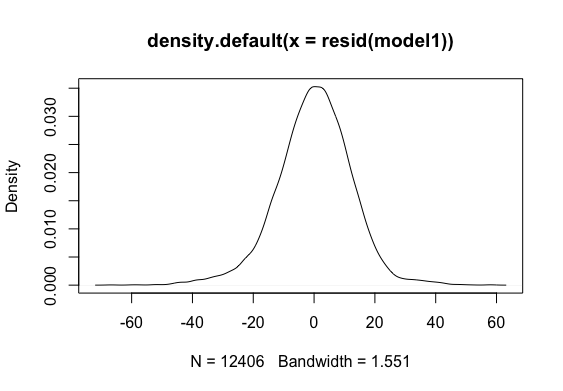 density.default(x = resid(model1))
Density
0.030
0.020
0.010
0.000
-60 -40 -20 0 20 40 60
N = 12406 Bandwidth = 1.551